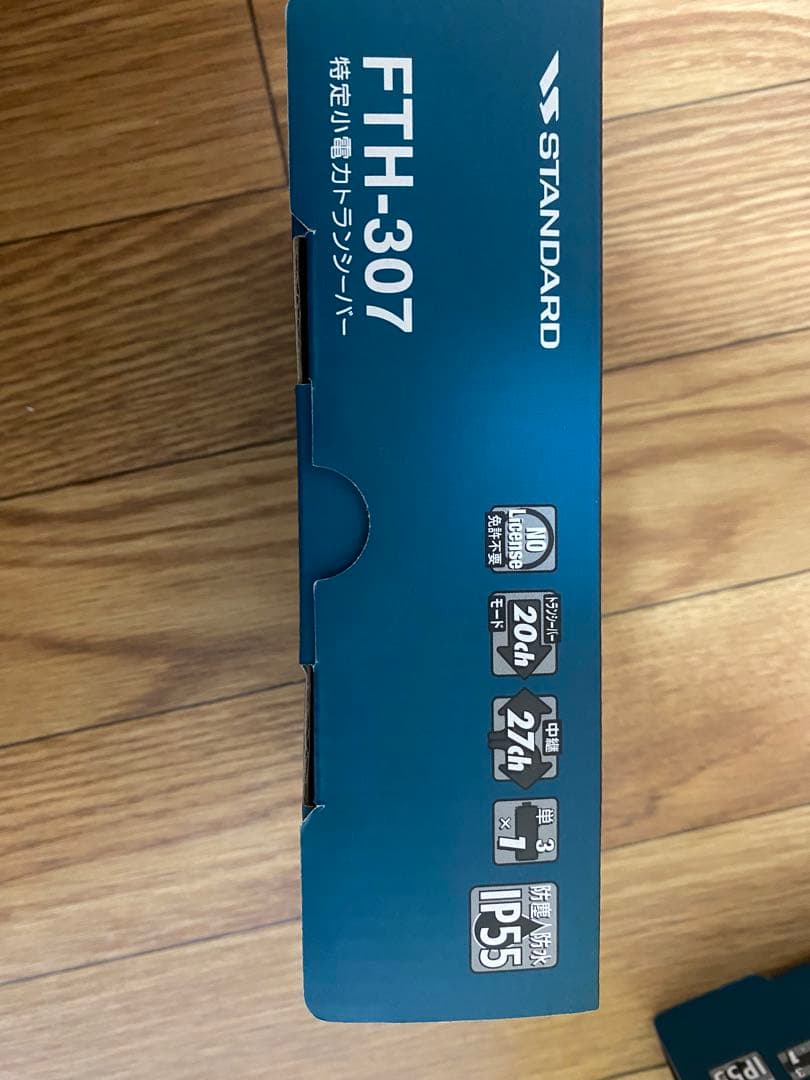 STANDARD
FTH-307
特定小電力トランシーバー
NO
License
免許不要
トランシーバー
20ch
モード
中継
27ch
単3
×1
防塵/防水
IP55
IP55